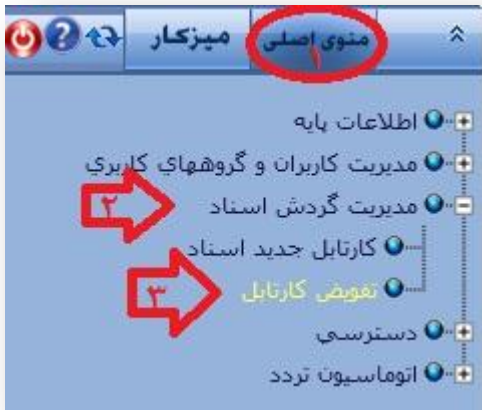 منوی اصلی میزکار ?
۱
اطلاعات پایه
مدیریت کاربران و گروههای کاربری
مدیریت گردش اسناد ۲
کارتابل جدید اسناد
تفویض کارتابل ۳
دسترسی
اتوماسیون تردد